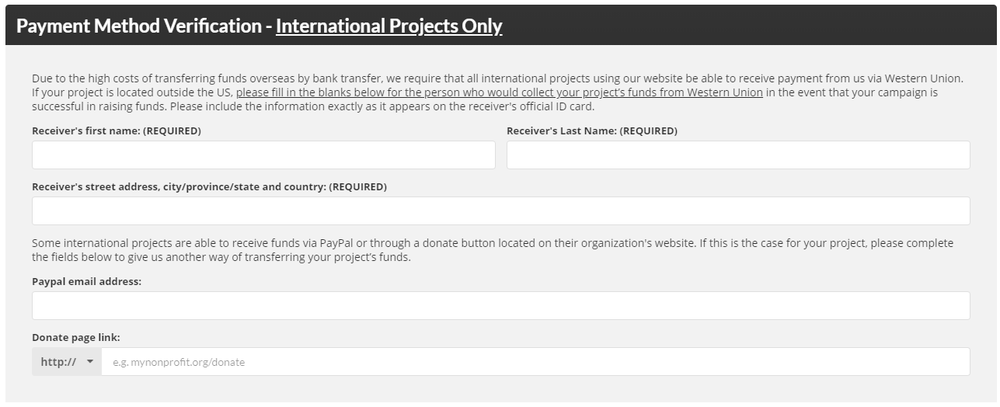 Payment Method Verification - International Projects Only
Due to the high costs of transferring funds overseas by bank transfer, we require that all international projects using our website be able to receive payment from us via Western Union.
If your project is located outside the US, please fill in the blanks below for the person who would collect your project's funds from Western Union in the event that your campaign is
successful in raising funds. Please include the information exactly as it appears on the receiver's official ID card.
Receiver's first name: (REQUIRED)
Receiver's Last Name: (REQUIRED)
Receiver's street address, city/province/state and country: (REQUIRED)
Some international projects are able to receive funds via PayPal or through a donate button located on their organization's website. If this is the case for your project, please complete
the fields below to give us another way of transferring your project's funds.
Paypal email address:
Donate page link:
http:// e.g. mynonprofit.org/donate